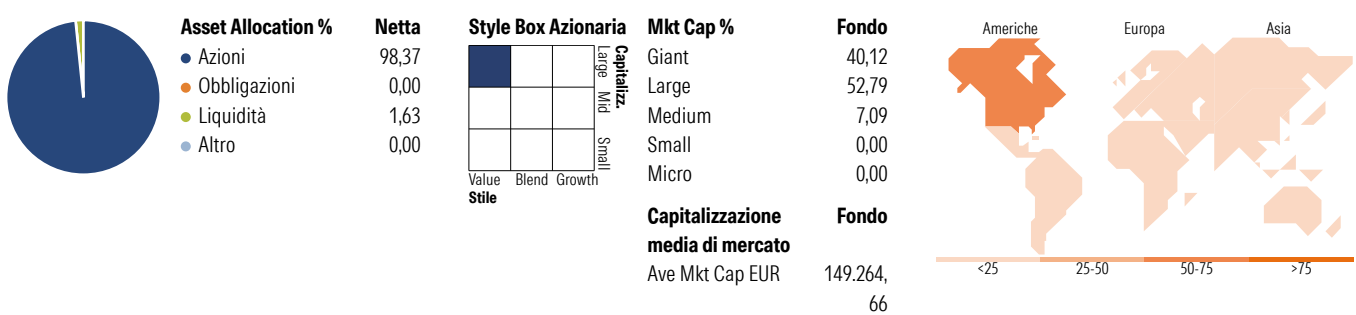 Asset Allocation % Netta
Azioni 98,37
Obbligazioni 0,00
Liquidità 1,63
Altro 0,00
Style Box Azionaria
Capitalizz.
Large Mid Small
Value Blend Growth
Stile
Mkt Cap % Fondo
Giant 40,12
Large 52,79
Medium 7,09
Small 0,00
Micro 0,00
Capitalizzazione Fondo
media di mercato
Ave Mkt Cap EUR 149.264,
66
Americhe Europa Asia
<25 25-50 50-75 >75